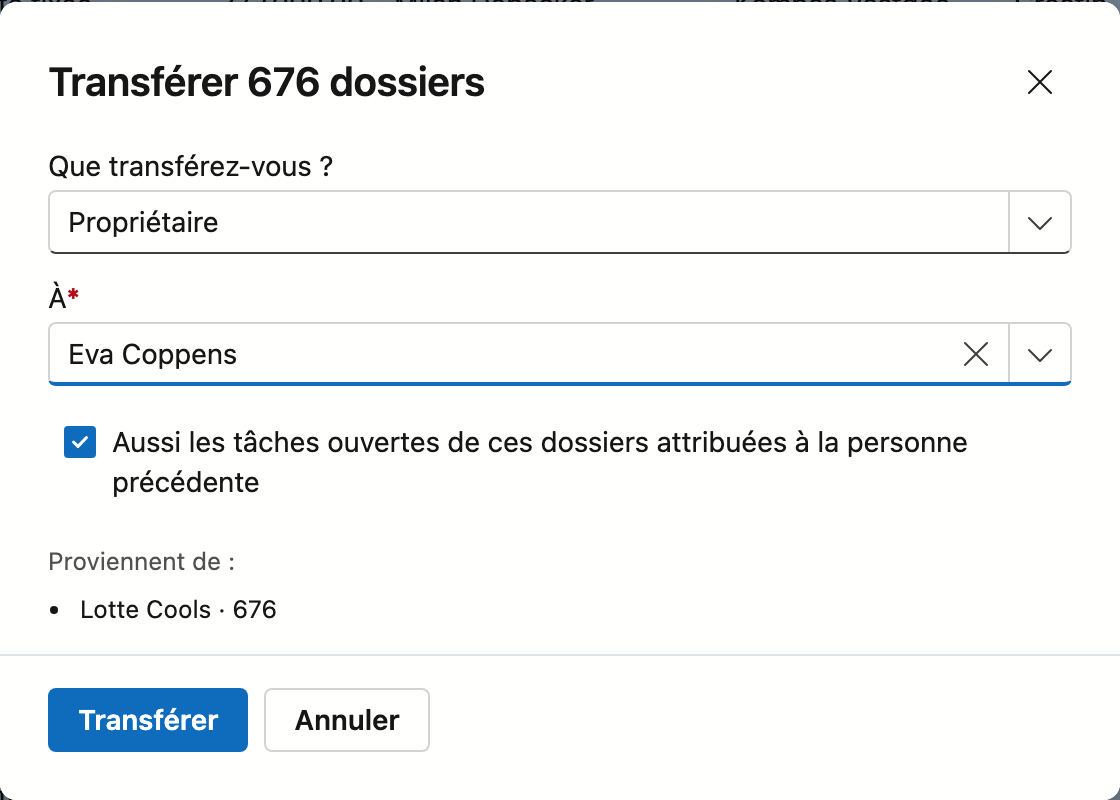 Transférer 676 dossiers
Que transférez-vous ?
Propriétaire
À*
Eva Coppens
Aussi les tâches ouvertes de ces dossiers attribuées à la personne
précédente
Proviennent de :
• Lotte Cools · 676
Transférer
Annuler